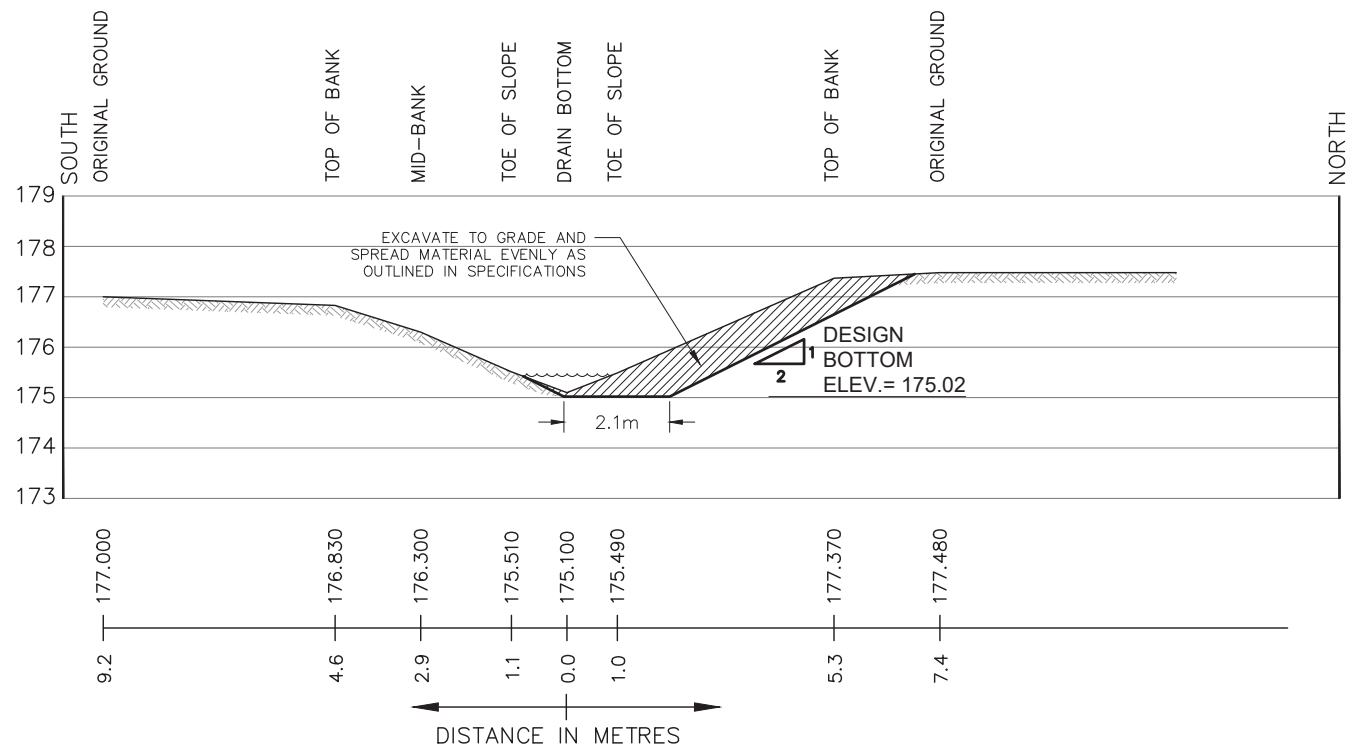 SOUTH
ORIGINAL GROUND
TOP OF BANK
MID-BANK
TOE OF SLOPE
DRAIN BOTTOM
TOE OF SLOPE
TOP OF BANK
ORIGINAL GROUND
NORTH
179
178
177
176
175
174
173
EXCAVATE TO GRADE AND
SPREAD MATERIAL EVENLY AS
OUTLINED IN SPECIFICATIONS
1
2
DESIGN
BOTTOM
ELEV.= 175.02
2.1m
177.000
176.830
176.300
175.510
175.100
175.490
177.370
177.480
9.2
4.6
2.9
1.1
0.0
1.0
5.3
7.4
DISTANCE IN METRES